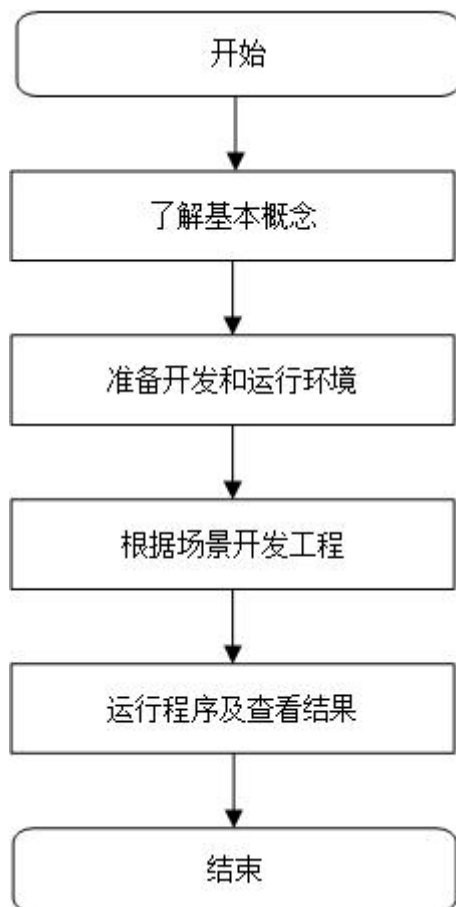 开始
了解基本概念
准备开发和运行环境
根据场景开发工程
运行程序及查看结果
结束